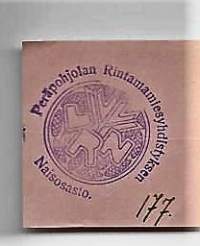 Peräpohjolan Rintamamiesyhdistyksen
Naisosasto.
177.